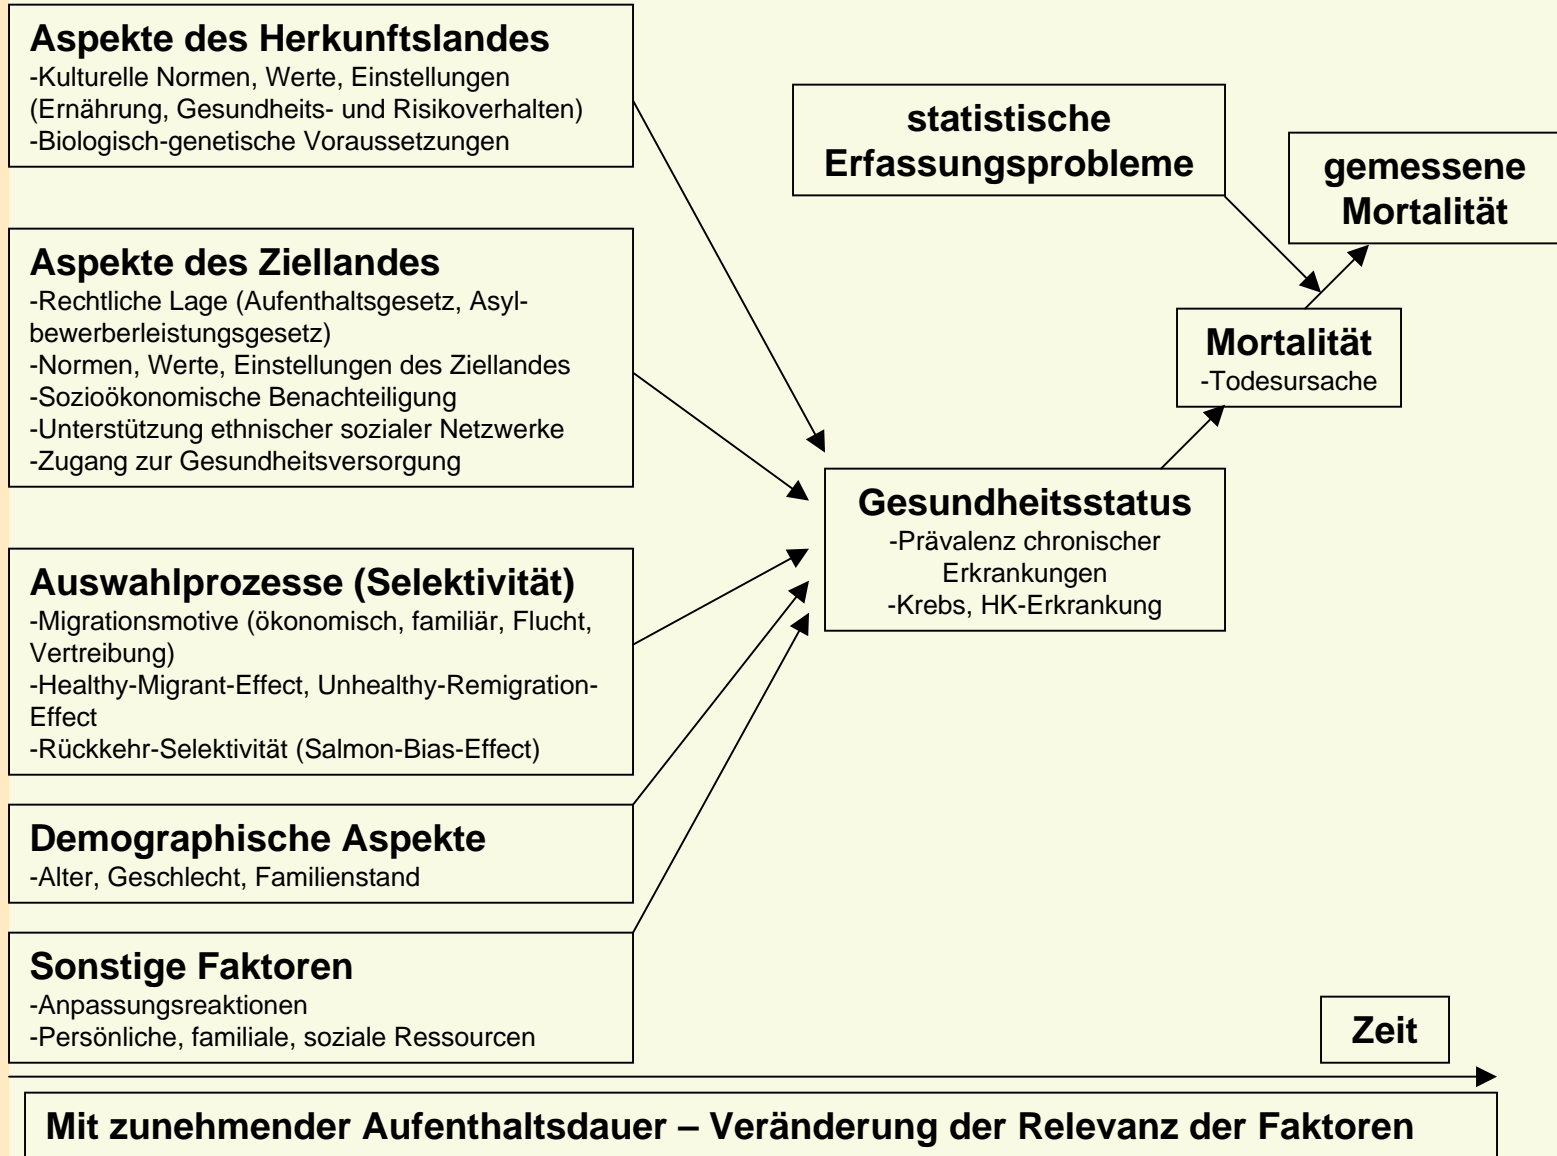 Aspekte des Herkunftslandes
-Kulturelle Normen, Werte, Einstellungen
(Ernährung, Gesundheits- und Risikoverhalten)
-Biologisch-genetische Voraussetzungen
Aspekte des Ziellandes
-Rechtliche Lage (Aufenthaltsgesetz, Asyl-
bewerberleistungsgesetz)
-Normen, Werte, Einstellungen des Ziellandes
-Sozioökonomische Benachteiligung
-Unterstützung ethnischer sozialer Netzwerke
-Zugang zur Gesundheitsversorgung
Auswahlprozesse (Selektivität)
-Migrationsmotive (ökonomisch, familiär, Flucht,
Vertreibung)
-Healthy-Migrant-Effect, Unhealthy-Remigration-
Effect
-Rückkehr-Selektivität (Salmon-Bias-Effect)
Demographische Aspekte
-Alter, Geschlecht, Familienstand
Sonstige Faktoren
-Anpassungsreaktionen
-Persönliche, familiale, soziale Ressourcen
statistische
Erfassungsprobleme
gemessene
Mortalität
Mortalität
-Todesursache
Gesundheitsstatus
-Prävalenz chronischer
Erkrankungen
-Krebs, HK-Erkrankung
Zeit
Mit zunehmender Aufenthaltsdauer – Veränderung der Relevanz der Faktoren